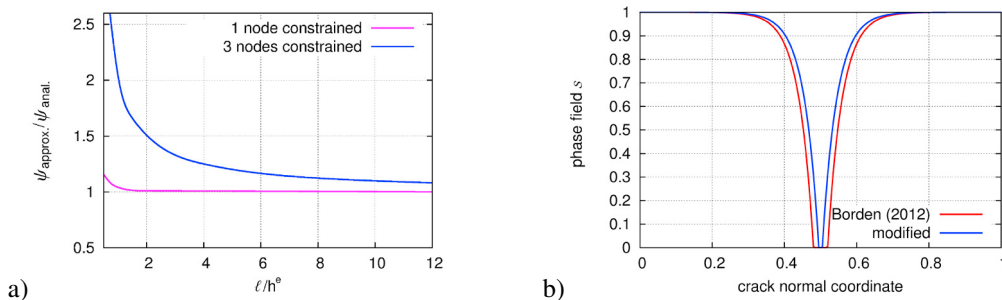 2.5
2
1.5
1
0.5
2
4
6
8
10
12
ψapprox./ψanal.
ℓ/hᵉ
1 node constrained
3 nodes constrained
a)
1
0.9
0.8
0.7
0.6
0.5
0.4
0.3
0.2
0.1
0
0
0.2
0.4
0.6
0.8
1
phase field s
crack normal coordinate
Borden (2012)
modified
b)